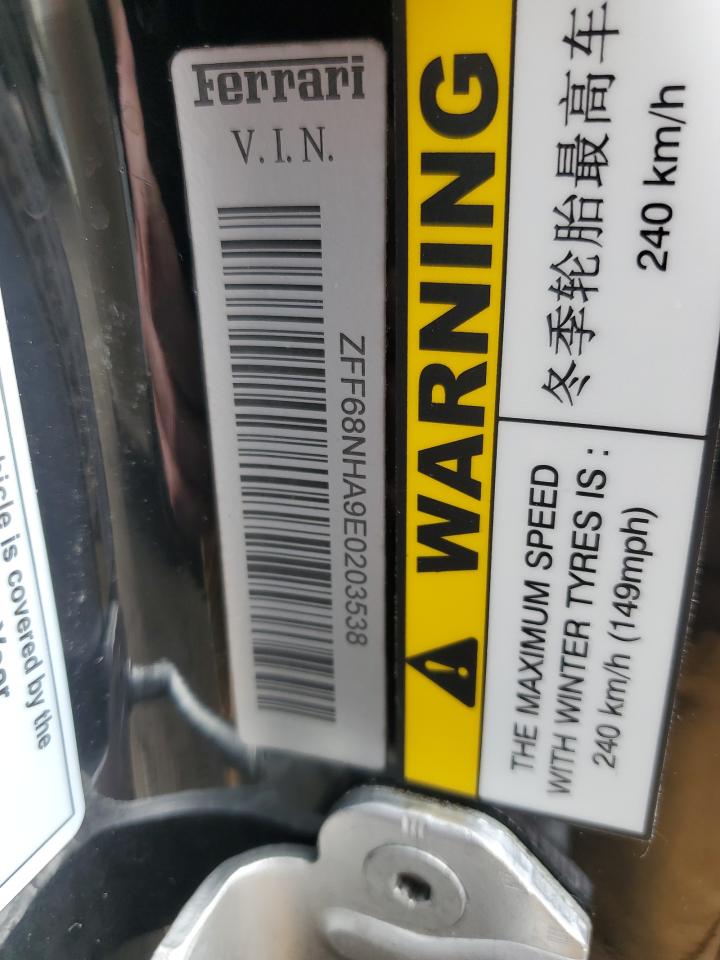 Ferrari
V.I.N.
ZFF68NHA9E0203538
WARNING
冬季轮胎最高车
240 km/h
THE MAXIMUM SPEED
WITH WINTER TYRES IS :
240 km/h (149mph)
hicle is covered by the